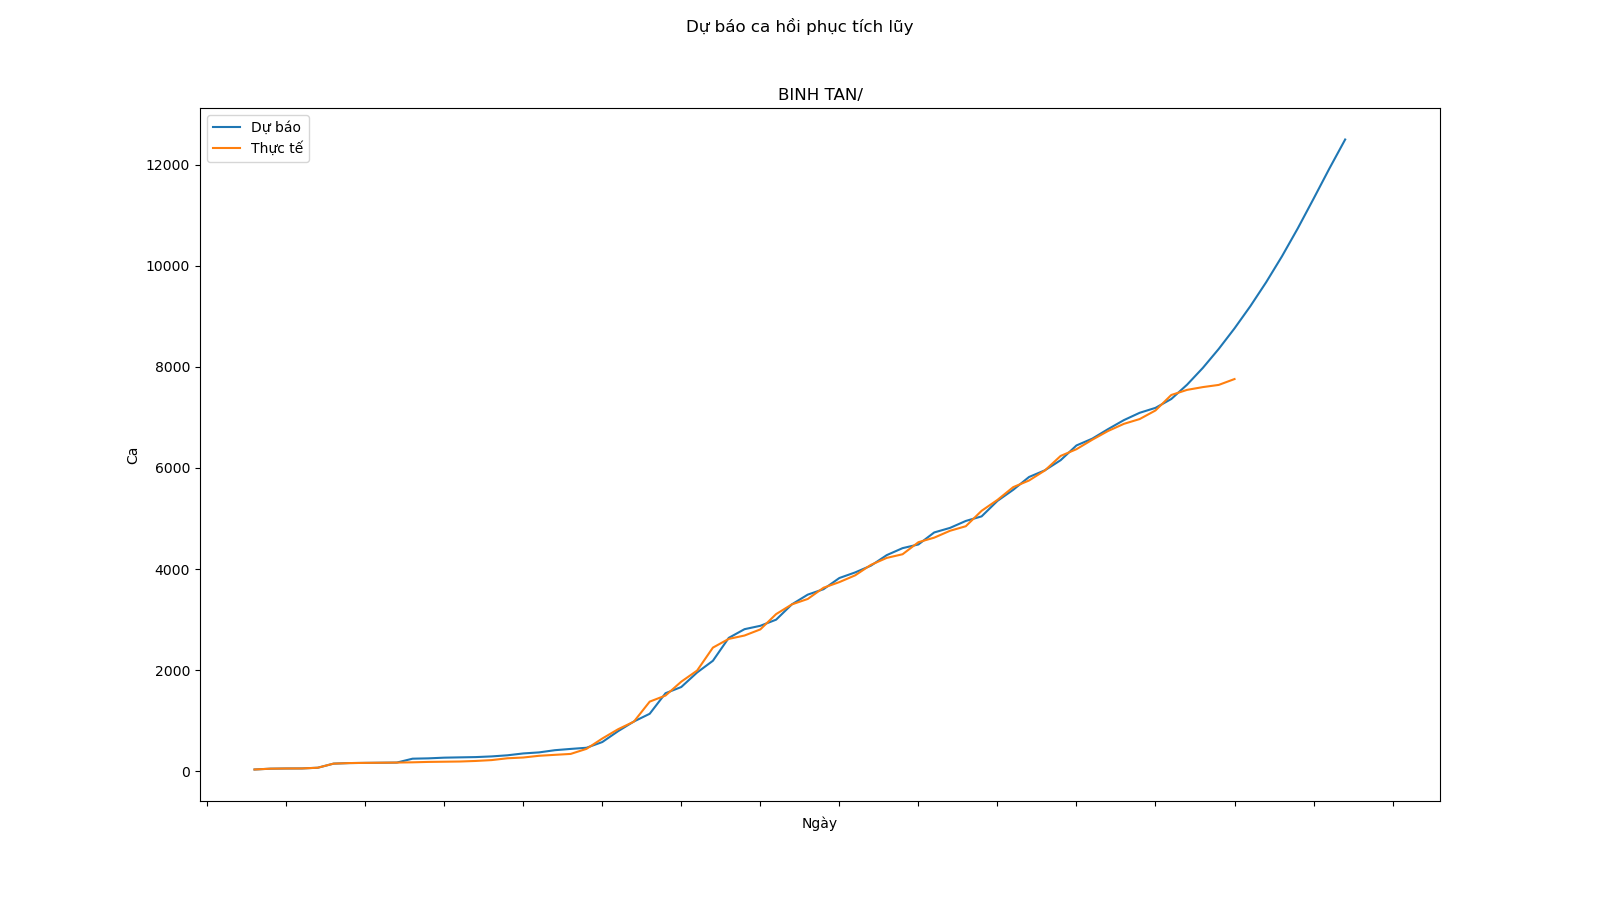 Dự báo ca hồi phục tích lũy
BINH TAN/
Dự báo
Thực tế
12000
10000
8000
6000
4000
2000
0
Ca
Ngày